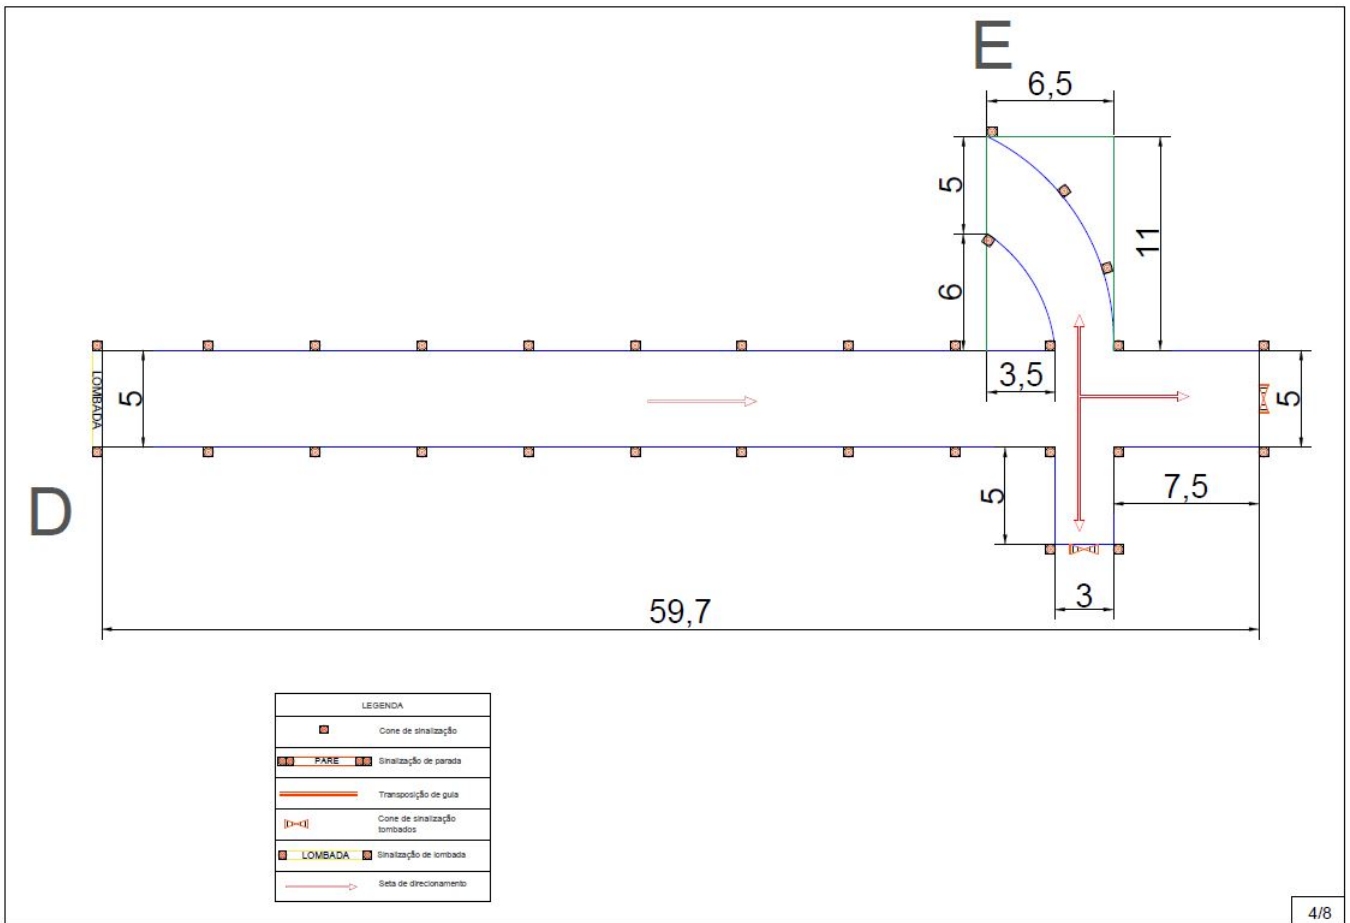 E
6,5
5
11
6
LOMBADA
5
3,5
5
D
5
7,5
3
59,7
LEGENDA
Cone de sinalização
PARE Sinalização de parada
Transposição de guia
Cone de sinalização
tombados
LOMBADA Sinalização de lombada
Seta de direcionamento
4/8